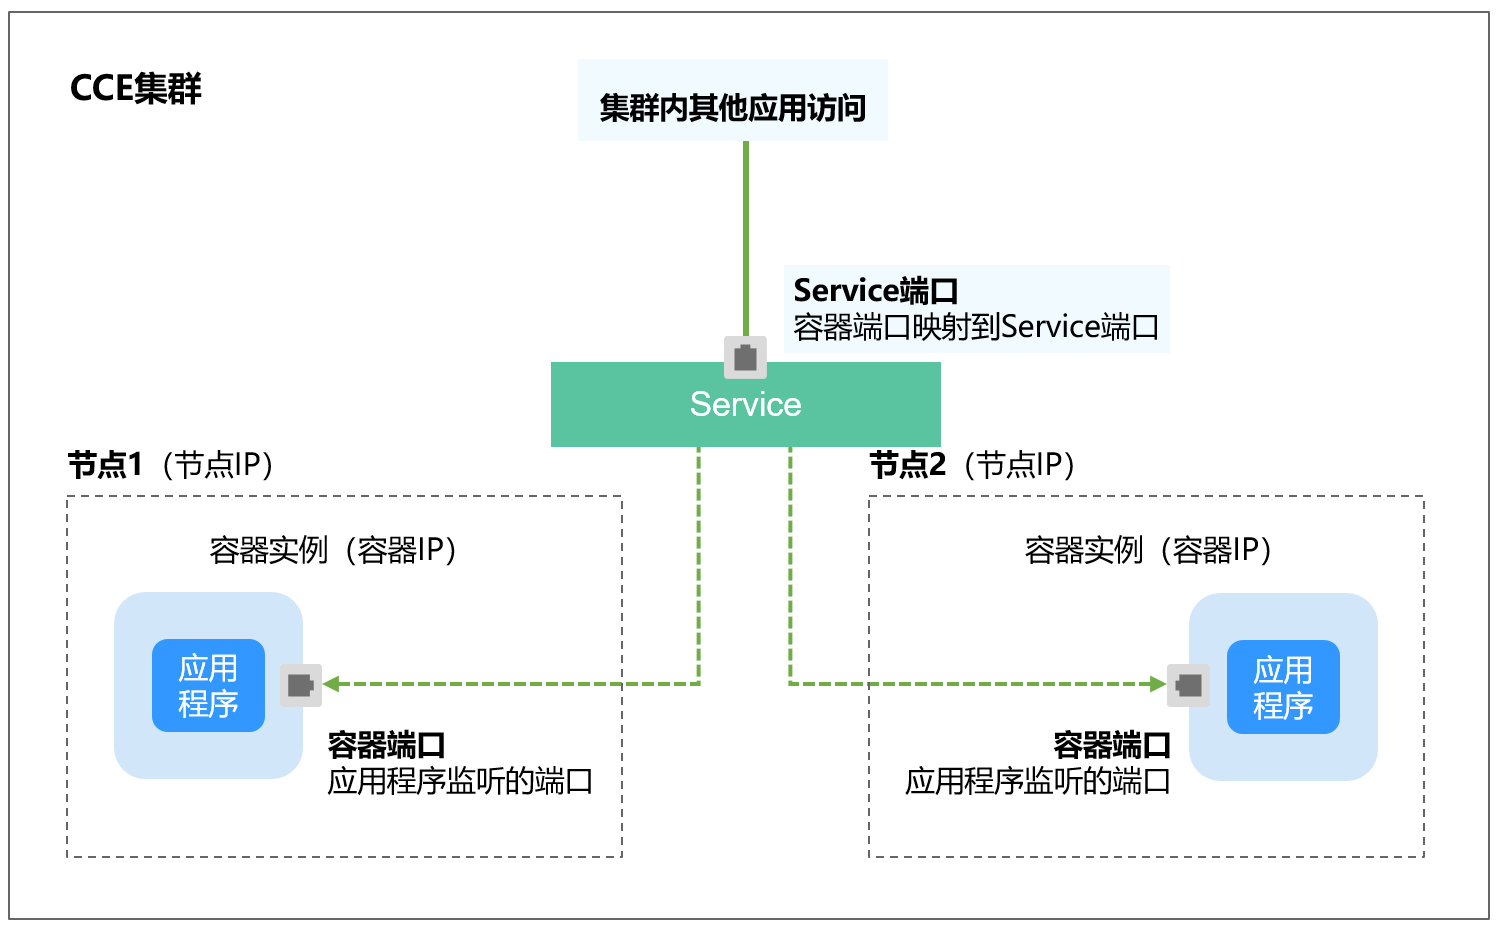 CCE集群
集群内其他应用访问
Service端口
容器端口映射到Service端口
Service
节点1（节点IP）
节点2（节点IP）
容器实例（容器IP）
容器实例（容器IP）
应用
程序
应用
程序
容器端口
应用程序监听的端口
容器端口
应用程序监听的端口